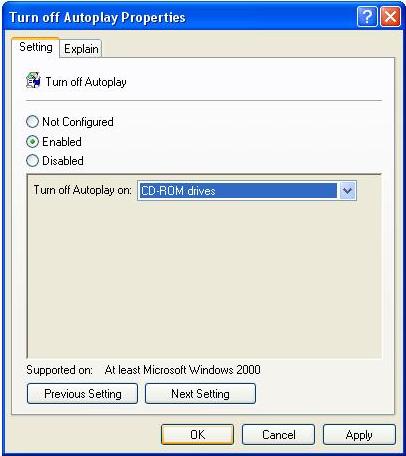 Turn off Autoplay Properties
Setting Explain
Turn off Autoplay
Not Configured
Enabled
Disabled
Turn off Autoplay on: CD-ROM drives
Supported on: At least Microsoft Windows 2000
Previous Setting Next Setting
OK Cancel Apply